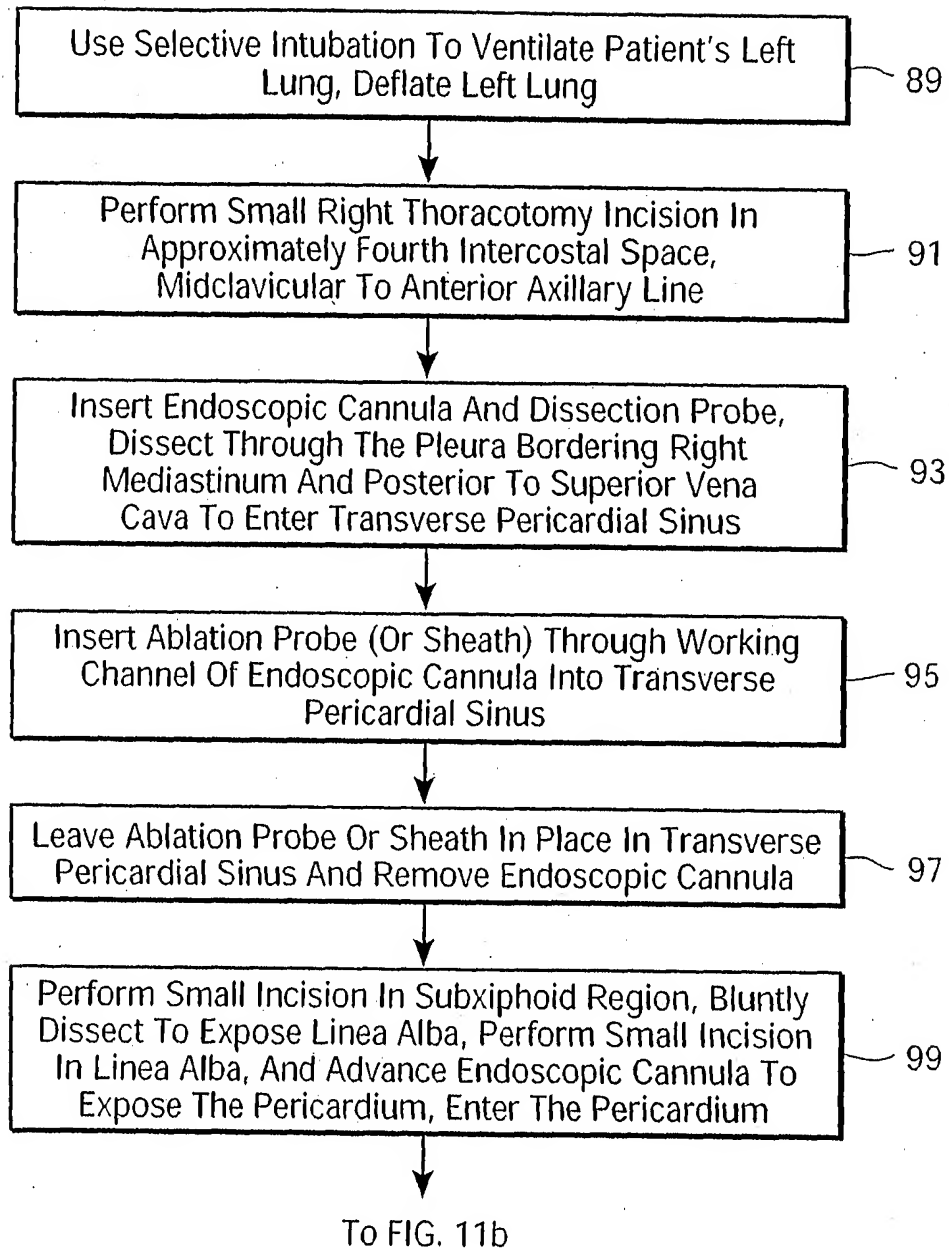 Use Selective Intubation To Ventilate Patient's Left
Lung, Deflate Left Lung
89
Perform Small Right Thoracotomy Incision In
Approximately Fourth Intercostal Space,
Midclavicular To Anterior Axillary Line
91
Insert Endoscopic Cannula And Dissection Probe,
Dissect Through The Pleura Bordering Right
Mediastinum And Posterior To Superior Vena
Cava To Enter Transverse Pericardial Sinus
93
Insert Ablation Probe (Or Sheath) Through Working
Channel Of Endoscopic Cannula Into Transverse
Pericardial Sinus
95
Leave Ablation Probe Or Sheath In Place In Transverse
Pericardial Sinus And Remove Endoscopic Cannula
97
Perform Small Incision In Subxiphoid Region, Bluntly
Dissect To Expose Linea Alba, Perform Small Incision
In Linea Alba, And Advance Endoscopic Cannula To
Expose The Pericardium, Enter The Pericardium
99
To FIG. 11b